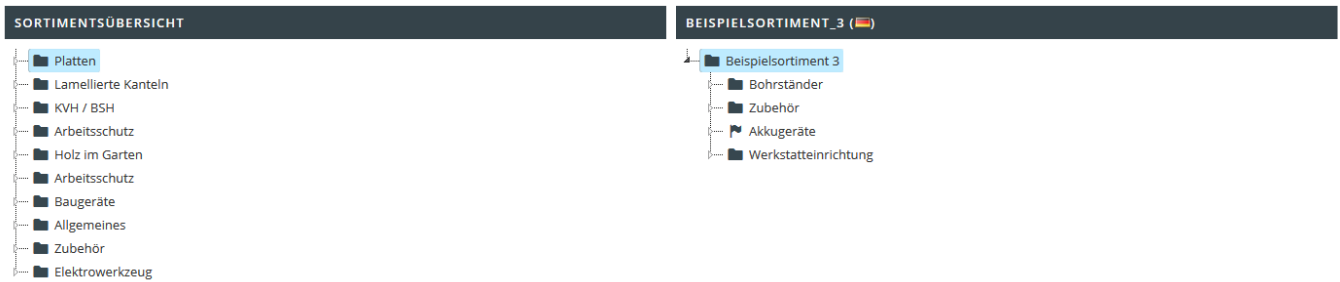 SORTIMENTSÜBERSICHT
Platten
Lamellierte Kanteln
KVH / BSH
Arbeitsschutz
Holz im Garten
Arbeitsschutz
Baugeräte
Allgemeines
Zubehör
Elektrowerkzeug
BEISPIELSORTIMENT_3 (🇩🇪)
Beispielsortiment 3
Bohrständer
Zubehör
Akkugeräte
Werkstatteinrichtung